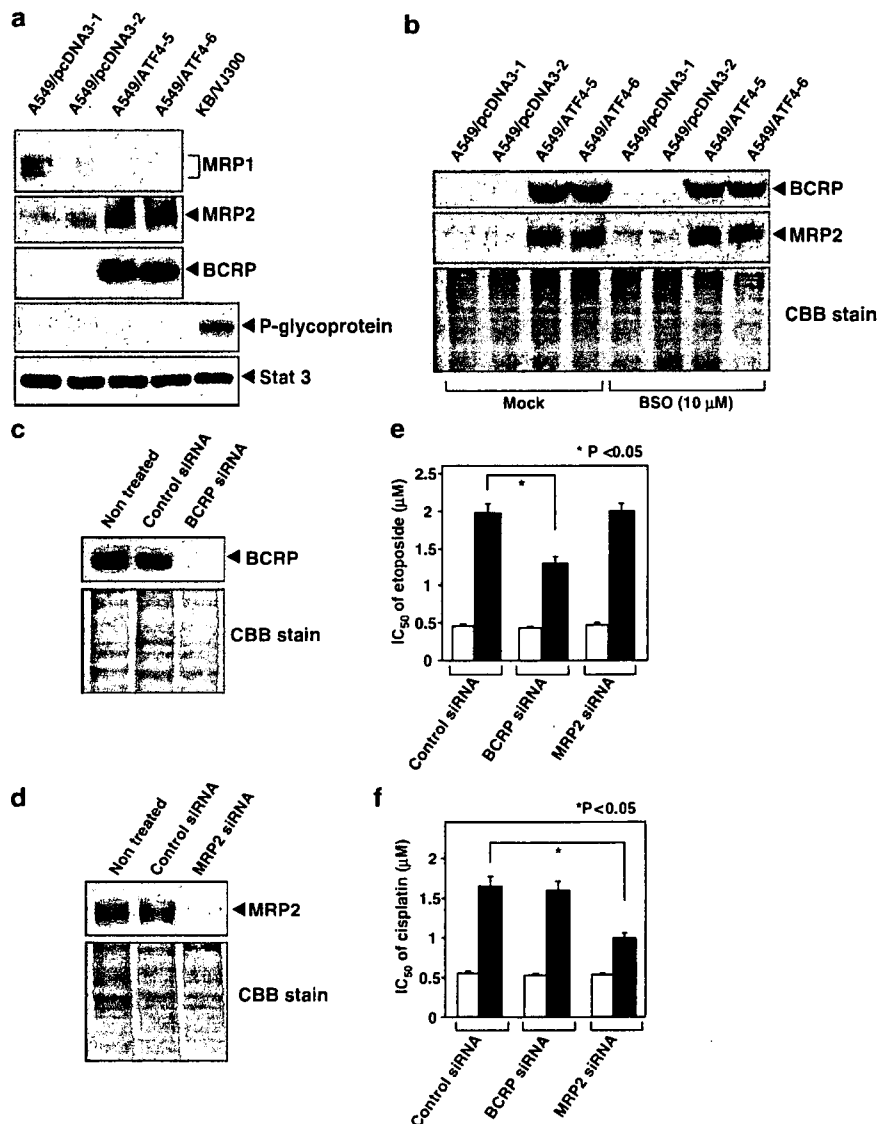 a
A549/pcDNA3-1
A549/pcDNA3-2
A549/ATF4-5
A549/ATF4-6
KB/VJ300
MRP1
MRP2
BCRP
P-glycoprotein
Stat 3
b
A549/pcDNA3-1
A549/pcDNA3-2
A549/ATF4-5
A549/ATF4-6
A549/pcDNA3-1
A549/pcDNA3-2
A549/ATF4-5
A549/ATF4-6
BCRP
MRP2
CBB stain
Mock
BSO (10 μM)
c
Non treated
Control siRNA
BCRP siRNA
BCRP
CBB stain
e
* P <0.05
IC50 of etoposide (μM)
2.5
2
1.5
1
0.5
0
*
Control siRNA
BCRP siRNA
MRP2 siRNA
d
Non treated
Control siRNA
MRP2 siRNA
MRP2
CBB stain
f
*P<0.05
IC50 of cisplatin (μM)
2
1.5
1
0.5
0
*
Control siRNA
BCRP siRNA
MRP2 siRNA